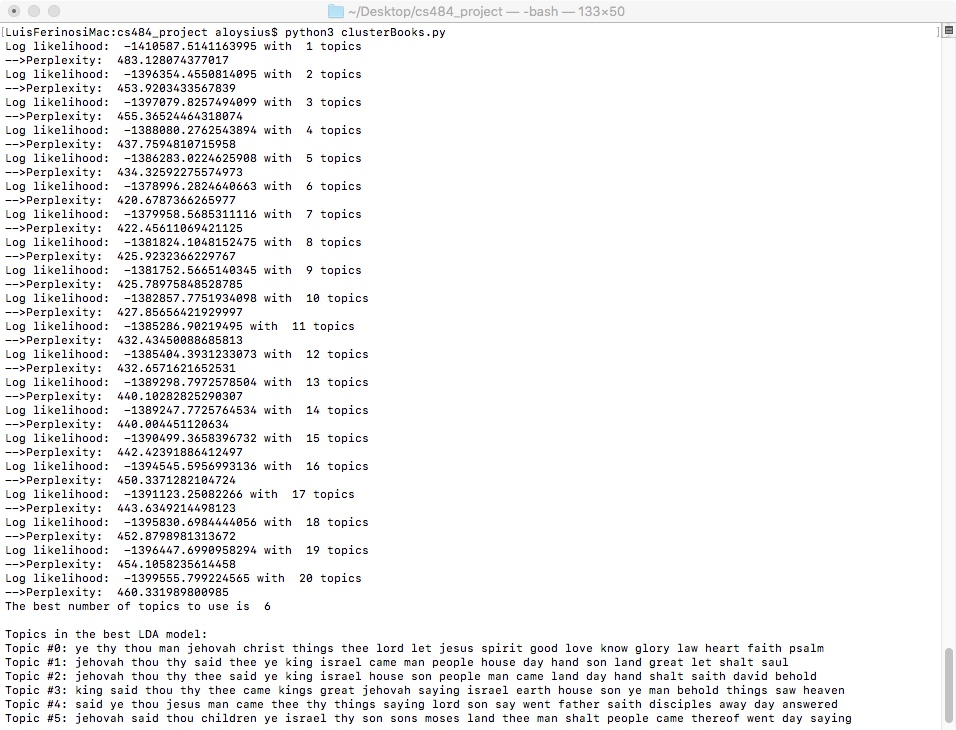 ~/Desktop/cs484_project — -bash — 133×50
[LuisFerinosiMac:cs484_project aloysius$ python3 clusterBooks.py ]
Log likelihood:  -1410587.5141163995 with  1 topics
-->Perplexity:  483.128074377017
Log likelihood:  -1396354.4550814095 with  2 topics
-->Perplexity:  453.9203433567839
Log likelihood:  -1397079.8257494099 with  3 topics
-->Perplexity:  455.36524464318074
Log likelihood:  -1388080.2762543894 with  4 topics
-->Perplexity:  437.7594810715958
Log likelihood:  -1386283.0224625908 with  5 topics
-->Perplexity:  434.32592275574973
Log likelihood:  -1378996.2824640663 with  6 topics
-->Perplexity:  420.6787366265977
Log likelihood:  -1379958.5685311116 with  7 topics
-->Perplexity:  422.45611069421125
Log likelihood:  -1381824.1048152475 with  8 topics
-->Perplexity:  425.9232366229767
Log likelihood:  -1381752.5665140345 with  9 topics
-->Perplexity:  425.78975848528785
Log likelihood:  -1382857.7751934098 with  10 topics
-->Perplexity:  427.85656421929997
Log likelihood:  -1385286.90219495 with  11 topics
-->Perplexity:  432.43450088685813
Log likelihood:  -1385404.3931233073 with  12 topics
-->Perplexity:  432.6571621652531
Log likelihood:  -1389298.7972578504 with  13 topics
-->Perplexity:  440.10282825290307
Log likelihood:  -1389247.7725764534 with  14 topics
-->Perplexity:  440.004451120634
Log likelihood:  -1390499.3658396732 with  15 topics
-->Perplexity:  442.42391886412497
Log likelihood:  -1394545.5956993136 with  16 topics
-->Perplexity:  450.3371282104724
Log likelihood:  -1391123.25082266 with  17 topics
-->Perplexity:  443.6349214498123
Log likelihood:  -1395830.6984444056 with  18 topics
-->Perplexity:  452.8798981313672
Log likelihood:  -1396447.6990958294 with  19 topics
-->Perplexity:  454.1058235614458
Log likelihood:  -1399555.799224565 with  20 topics
-->Perplexity:  460.331989800985
The best number of topics to use is  6
Topics in the best LDA model:
Topic #0: ye thy thou man jehovah christ things thee lord let jesus spirit good love know glory law heart faith psalm
Topic #1: jehovah thou thy said thee ye king israel came man people house day hand son land great let shalt saul
Topic #2: jehovah thou thy thee said ye king israel house son people man came land day hand shalt saith david behold
Topic #3: king said thou thy thee came kings great jehovah saying israel earth house son ye man behold things saw heaven
Topic #4: said ye thou jesus man came thee thy things saying lord son say went father saith disciples away day answered
Topic #5: jehovah said thou children ye israel thy son sons moses land thee man shalt people came thereof went day saying